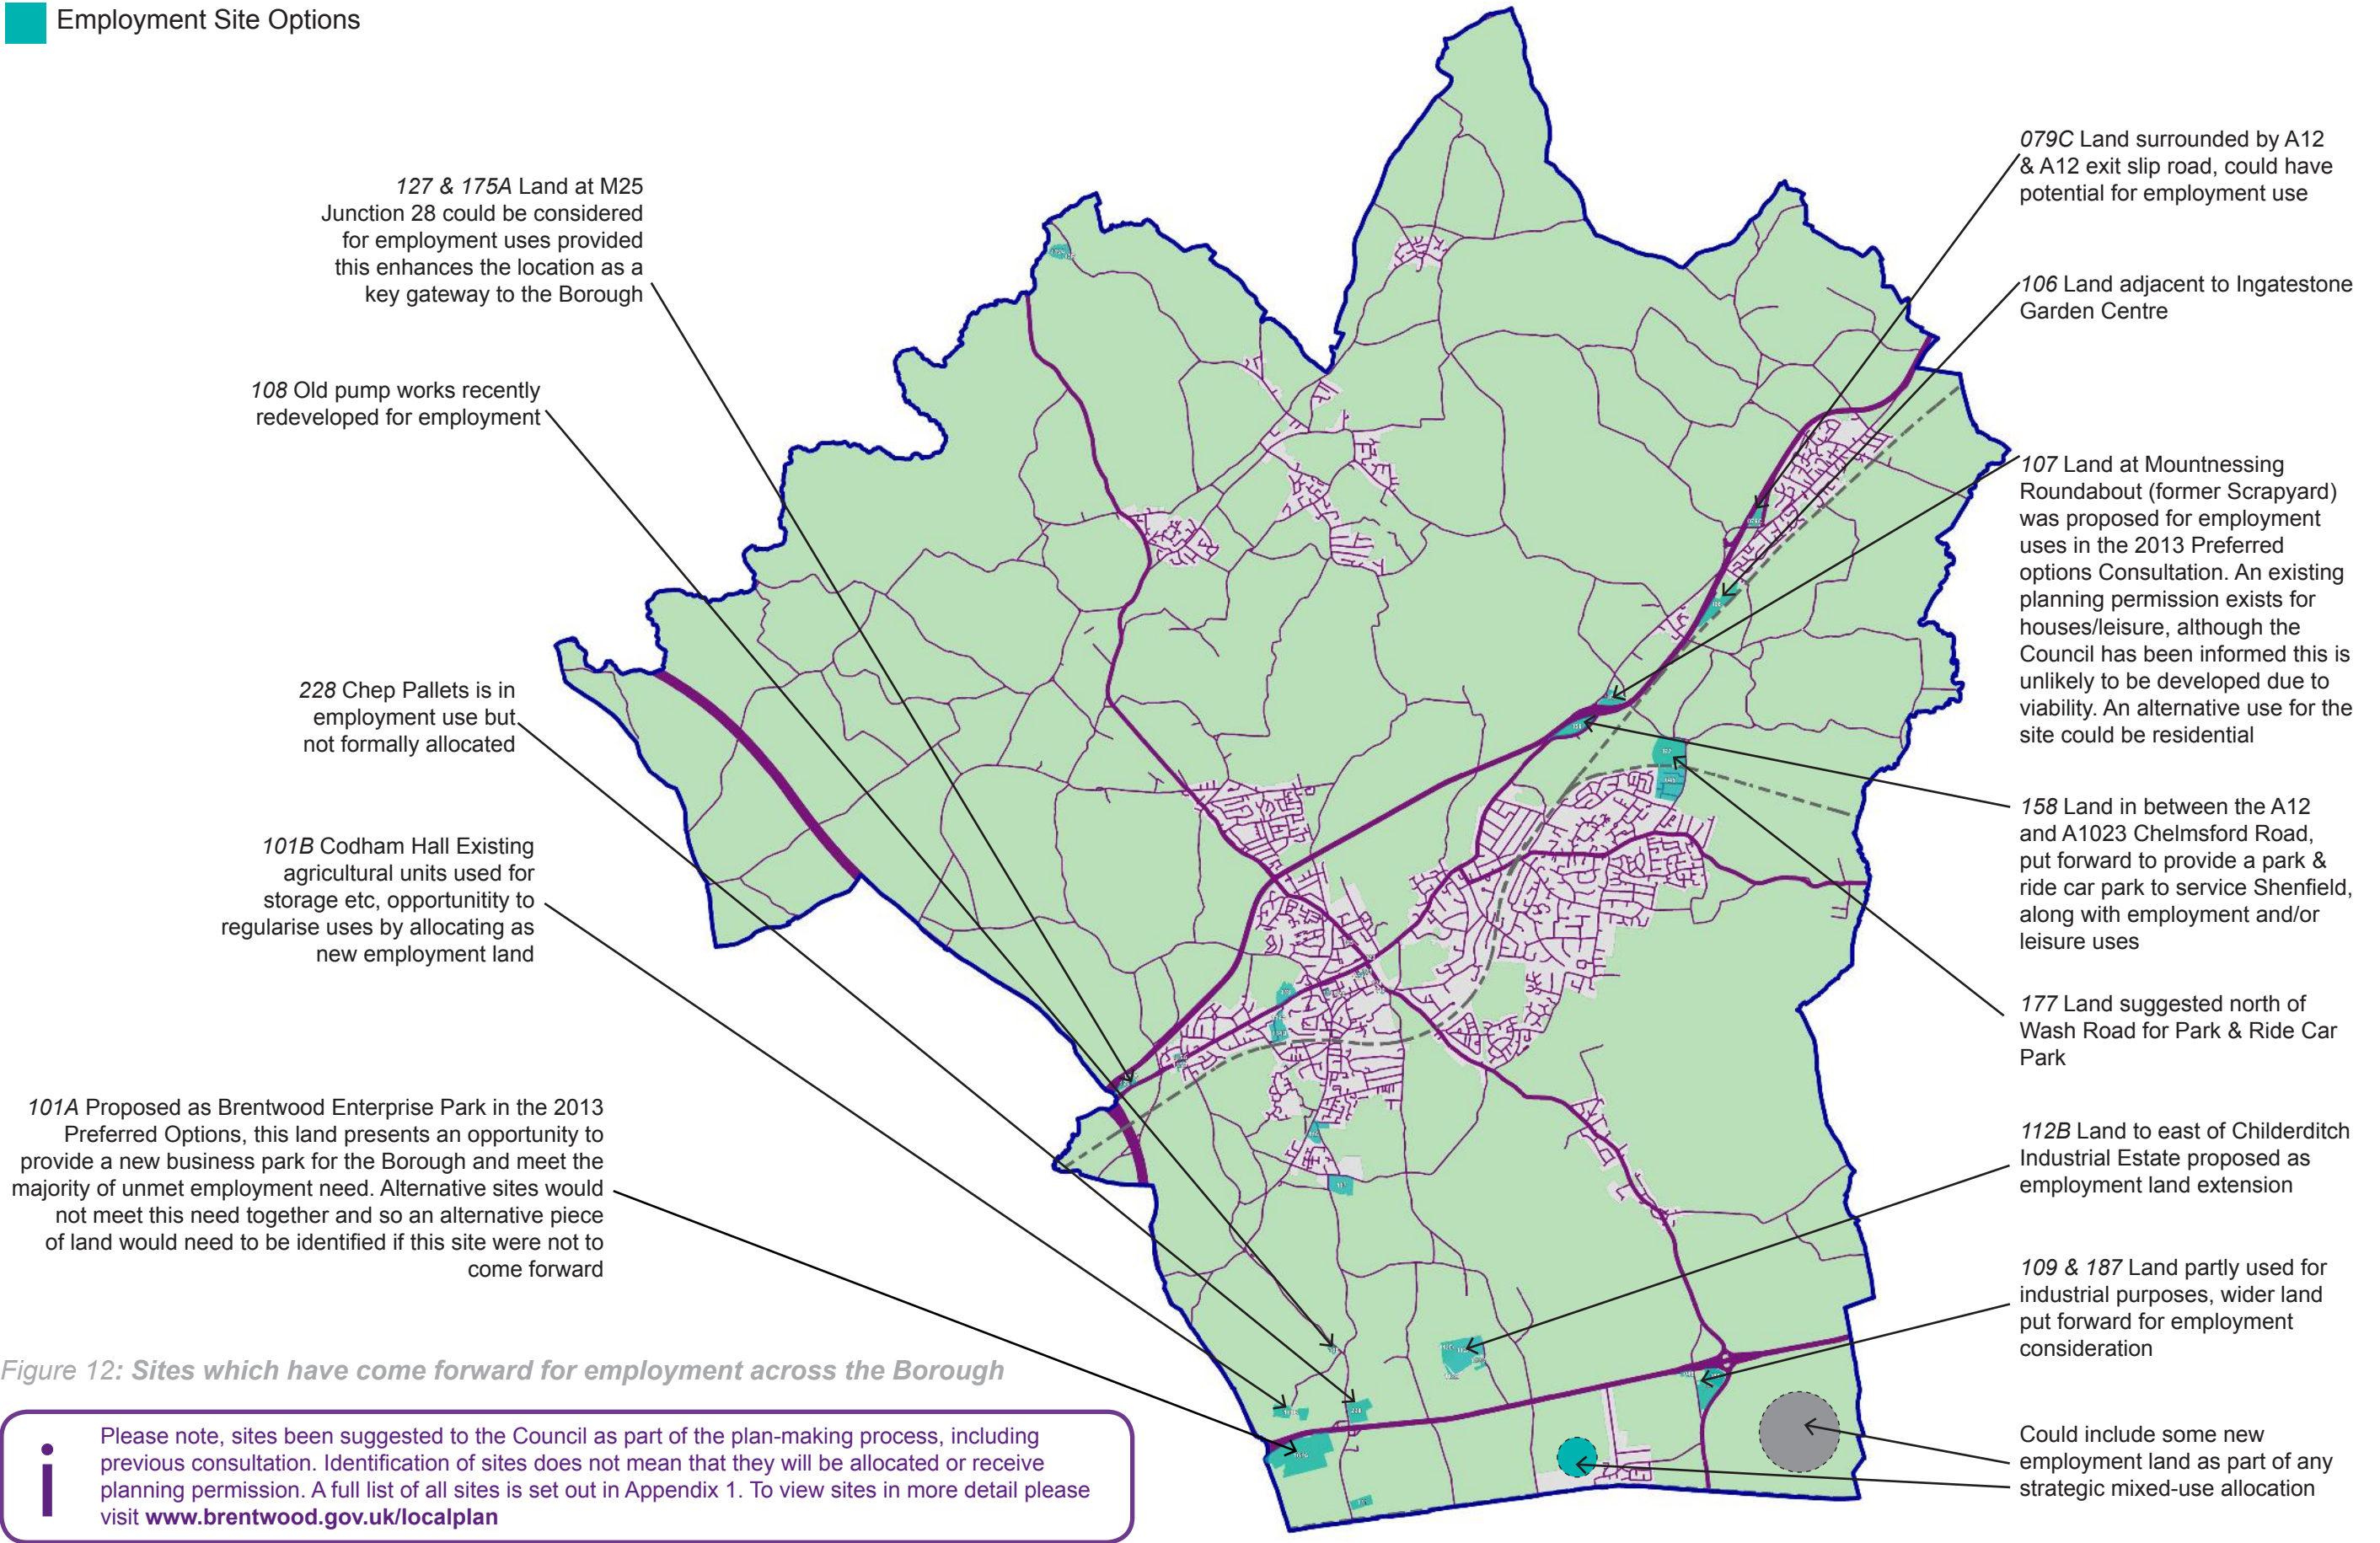 Employment Site Options
127 & 175A Land at M25
Junction 28 could be considered
for employment uses provided
this enhances the location as a
key gateway to the Borough
108 Old pump works recently
redeveloped for employment
228 Chep Pallets is in
employment use but
not formally allocated
101B Codham Hall Existing
agricultural units used for
storage etc, opportunitity to
regularise uses by allocating as
new employment land
101A Proposed as Brentwood Enterprise Park in the 2013
Preferred Options, this land presents an opportunity to
provide a new business park for the Borough and meet the
majority of unmet employment need. Alternative sites would
not meet this need together and so an alternative piece
of land would need to be identified if this site were not to
come forward
079C Land surrounded by A12
& A12 exit slip road, could have
potential for employment use
106 Land adjacent to Ingatestone
Garden Centre
107 Land at Mountnessing
Roundabout (former Scrapyard)
was proposed for employment
uses in the 2013 Preferred
options Consultation. An existing
planning permission exists for
houses/leisure, although the
Council has been informed this is
unlikely to be developed due to
viability. An alternative use for the
site could be residential
158 Land in between the A12
and A1023 Chelmsford Road,
put forward to provide a park &
ride car park to service Shenfield,
along with employment and/or
leisure uses
177 Land suggested north of
Wash Road for Park & Ride Car
Park
112B Land to east of Childerditch
Industrial Estate proposed as
employment land extension
109 & 187 Land partly used for
industrial purposes, wider land
put forward for employment
consideration
Could include some new
employment land as part of any
strategic mixed-use allocation
Figure 12: Sites which have come forward for employment across the Borough
i
Please note, sites been suggested to the Council as part of the plan-making process, including
previous consultation. Identification of sites does not mean that they will be allocated or receive
planning permission. A full list of all sites is set out in Appendix 1. To view sites in more detail please
visit www.brentwood.gov.uk/localplan